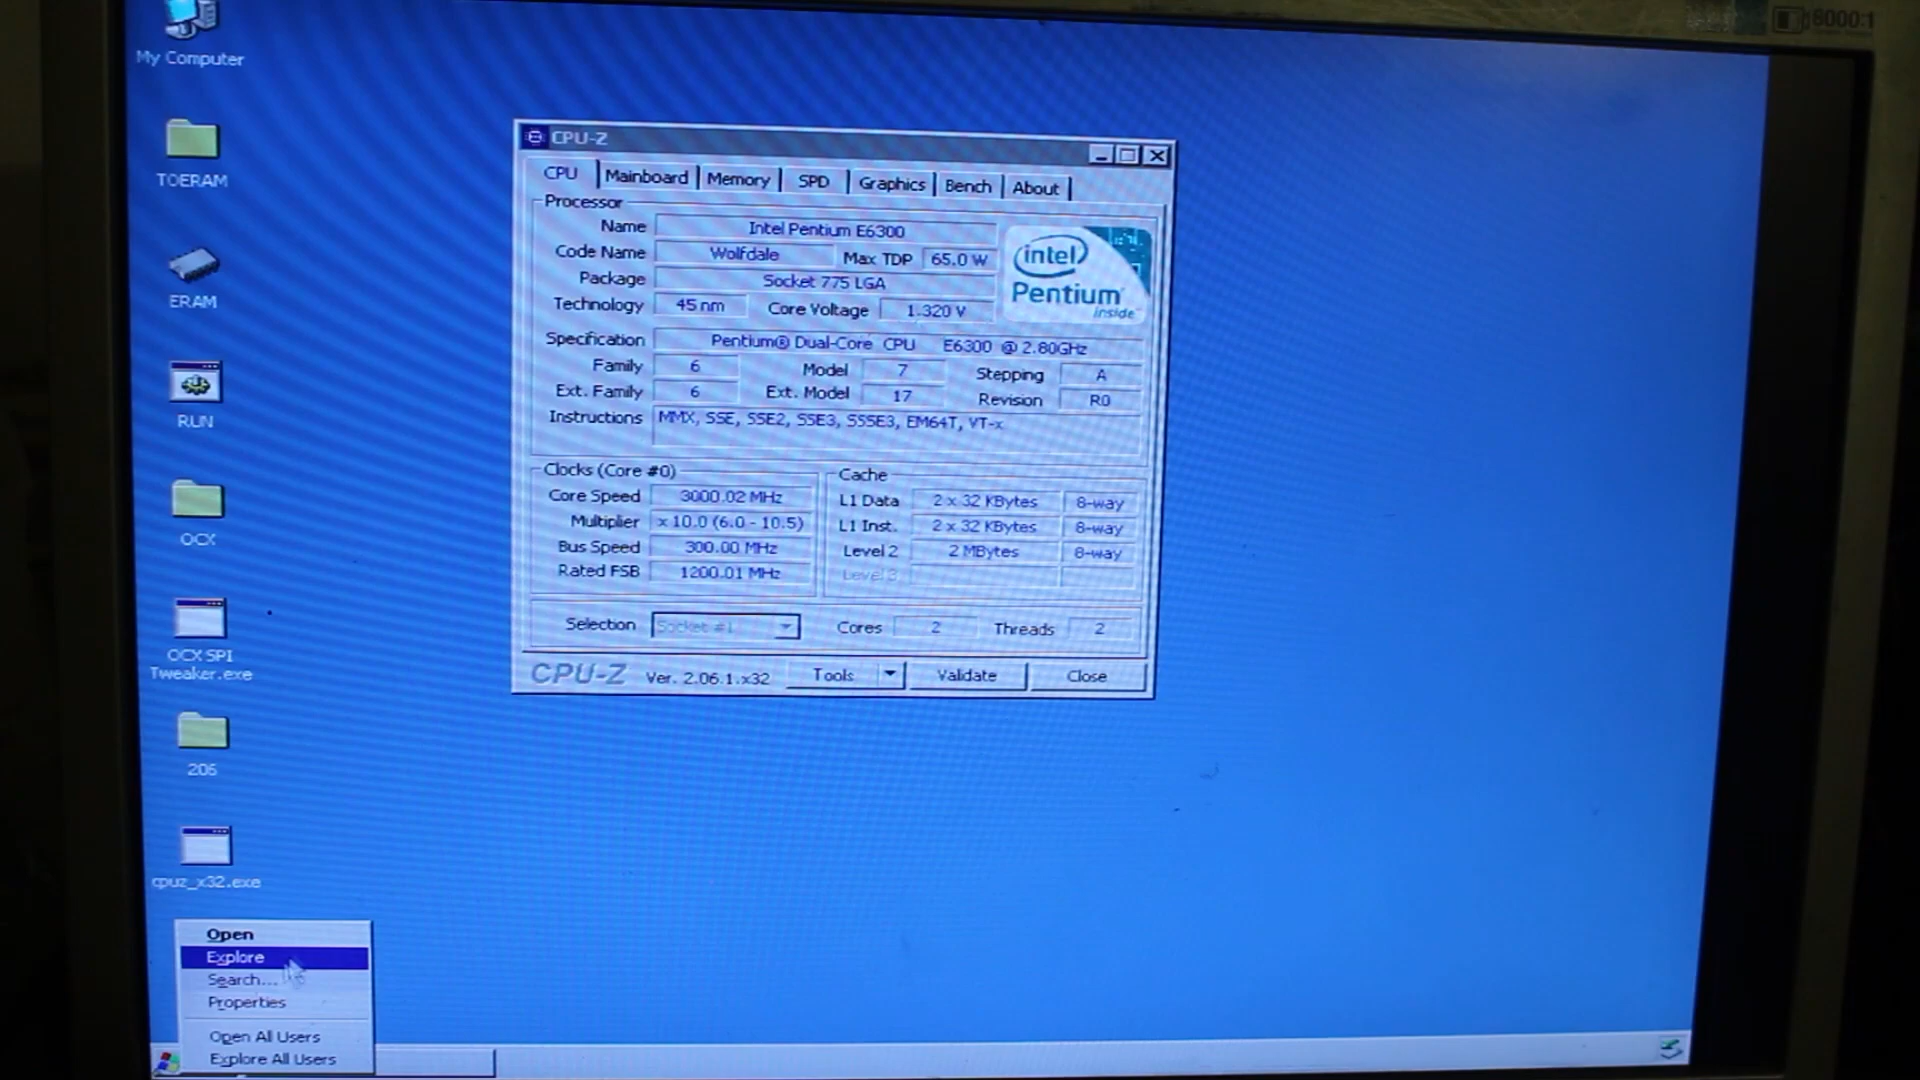 8000:1
My Computer
TOERAM
ERAM
RUN
OCX
OCX SPI
Tweaker.exe
206
cpuz_x32.exe
CPU-Z
CPU Mainboard Memory SPD Graphics Bench About
Processor
Name Intel Pentium E6300
Code Name Wolfdale Max TDP 65.0 W
Package Socket 775 LGA
Technology 45 nm Core Voltage 1.320 V
intel
Pentium
inside
Specification Pentium® Dual-Core CPU E6300 @ 2.80GHz
Family 6 Model 7 Stepping A
Ext. Family 6 Ext. Model 17 Revision R0
Instructions MMX, SSE, SSE2, SSE3, SSSE3, EM64T, VT-x
Clocks (Core #0)
Core Speed 3000.02 MHz
Multiplier x 10.0 (6.0 - 10.5)
Bus Speed 300.00 MHz
Rated FSB 1200.01 MHz
Cache
L1 Data 2 x 32 KBytes 8-way
L1 Inst. 2 x 32 KBytes 8-way
Level 2 2 MBytes 8-way
Level 3
Selection Socket #1 Cores 2 Threads 2
CPU-Z Ver. 2.06.1.x32 Tools Validate Close
Open
Explore
Search...
Properties
Open All Users
Explore All Users